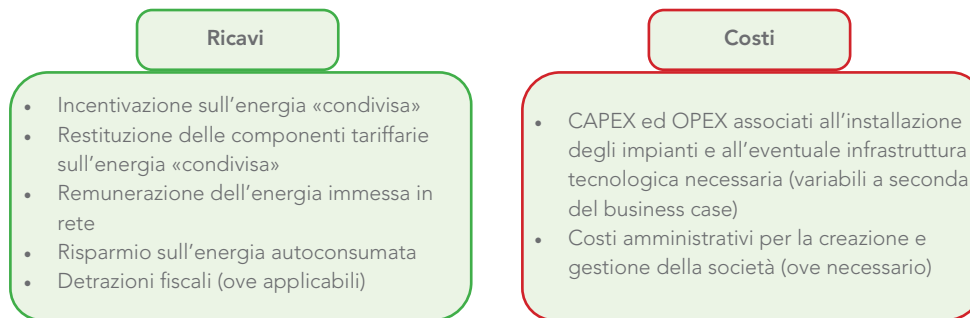 Ricavi
• Incentivazione sull'energia «condivisa»
• Restituzione delle componenti tariffarie
sull'energia «condivisa»
• Remunerazione dell'energia immessa in
rete
• Risparmio sull'energia autoconsumata
• Detrazioni fiscali (ove applicabili)
Costi
• CAPEX ed OPEX associati all'installazione
degli impianti e all'eventuale infrastruttura
tecnologica necessaria (variabili a seconda
del business case)
• Costi amministrativi per la creazione e
gestione della società (ove necessario)